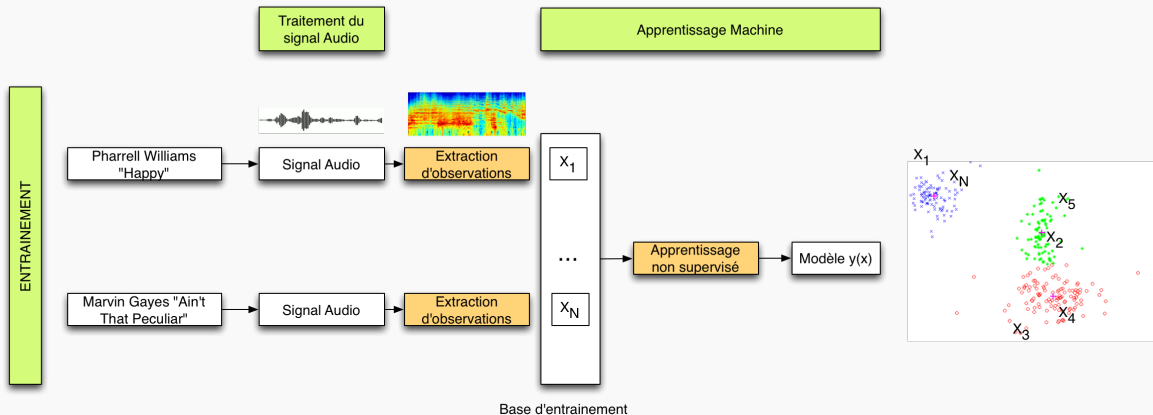 Traitement du
signal Audio
Apprentissage Machine
ENTRAINEMENT
Pharrell Williams
"Happy"
Signal Audio
Extraction
d'observations
X1
...
Marvin Gayes "Ain't
That Peculiar"
Signal Audio
Extraction
d'observations
XN
Apprentissage
non supervisé
Modèle y(x)
Base d'entrainement
X1
XN
X5
X2
X4
X3